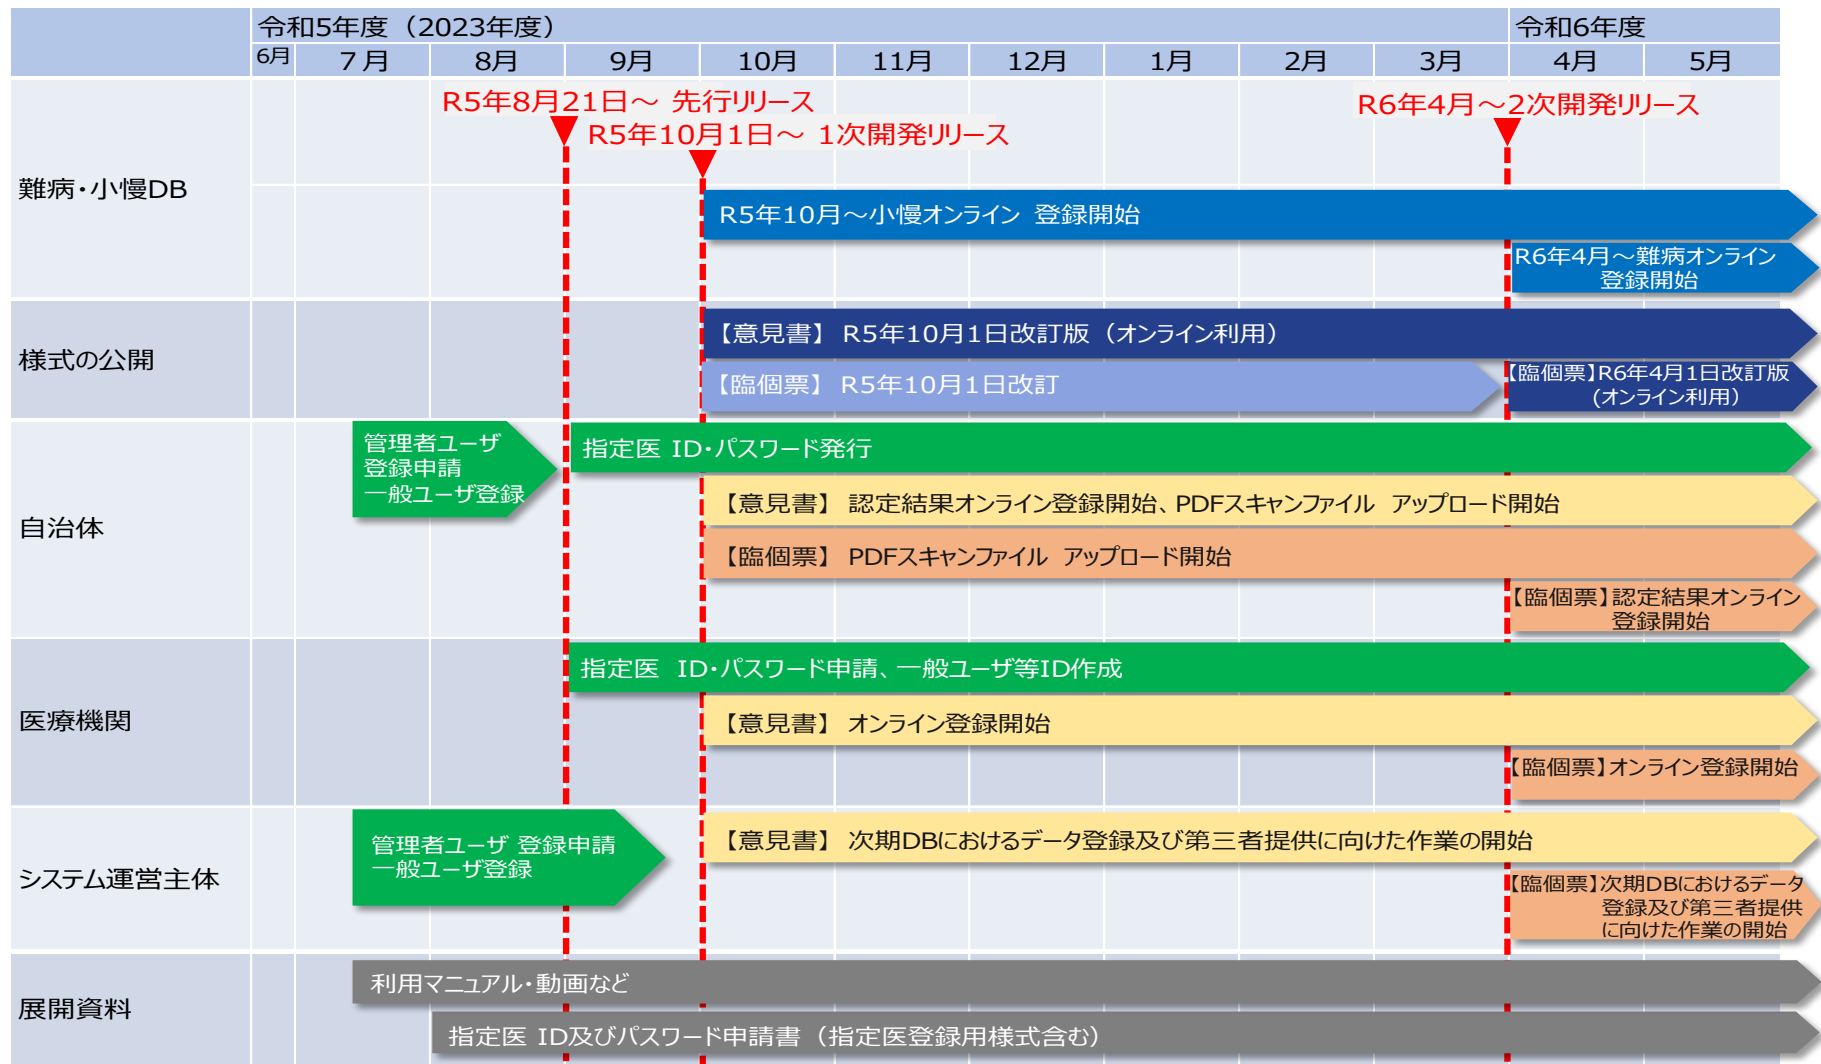 令和5年度（2023年度）
令和6年度
6月
7月
8月
9月
10月
11月
12月
1月
2月
3月
4月
5月
R5年8月21日～ 先行リリース
R5年10月1日～ 1次開発リリース
R6年4月～2次開発リリース
難病・小慢DB
R5年10月～小慢オンライン 登録開始
R6年4月～難病オンライン
登録開始
様式の公開
【意見書】 R5年10月1日改訂版（オンライン利用）
【臨個票】 R5年10月1日改訂
【臨個票】R6年4月1日改訂版
(オンライン利用）
自治体
管理者ユーザ
登録申請
一般ユーザ登録
指定医 ID・パスワード発行
【意見書】 認定結果オンライン登録開始、PDFスキャンファイル アップロード開始
【臨個票】 PDFスキャンファイル アップロード開始
【臨個票】認定結果オンライン
登録開始
医療機関
指定医 ID・パスワード申請、一般ユーザ等ID作成
【意見書】 オンライン登録開始
【臨個票】オンライン登録開始
システム運営主体
管理者ユーザ 登録申請
一般ユーザ登録
【意見書】 次期DBにおけるデータ登録及び第三者提供に向けた作業の開始
【臨個票】次期DBにおけるデータ
登録及び第三者提供
に向けた作業の開始
展開資料
利用マニュアル・動画など
指定医 ID及びパスワード申請書（指定医登録用様式含む）